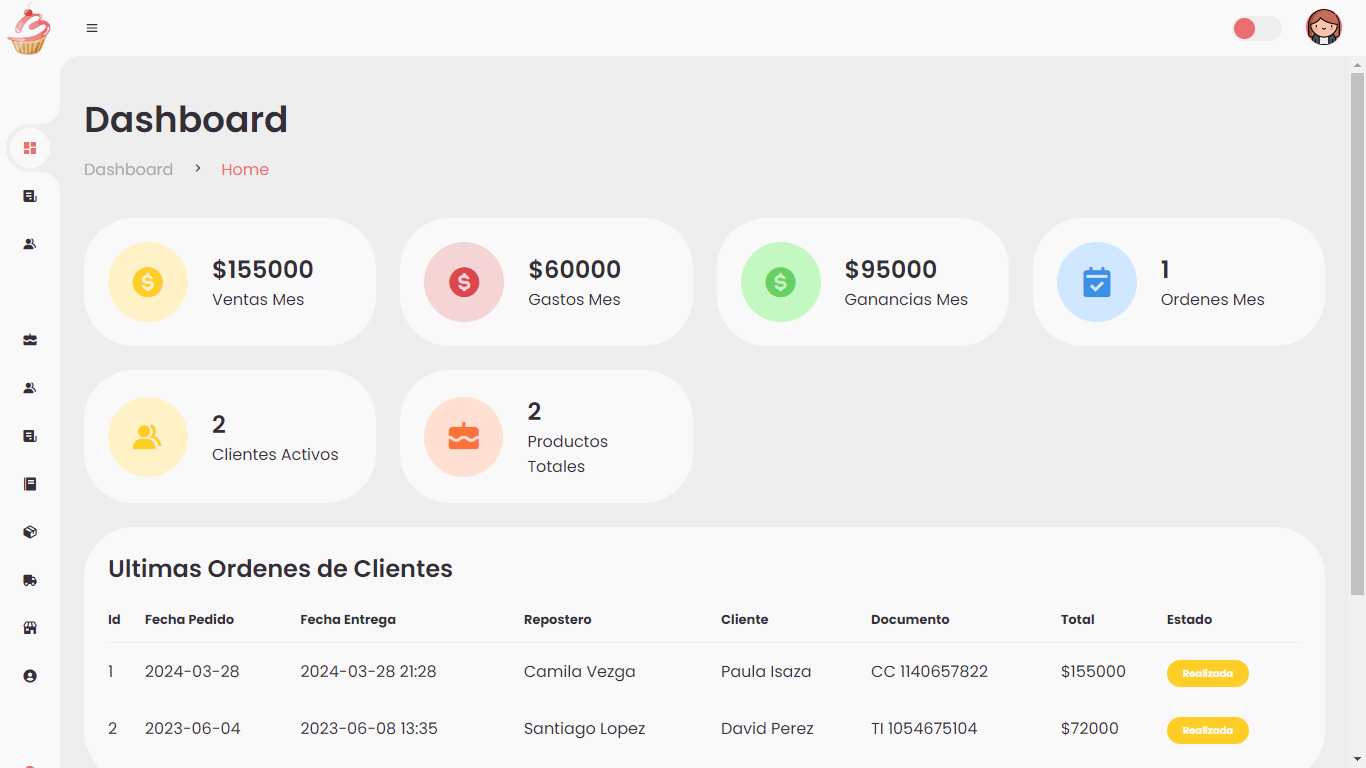 Dashboard
Dashboard > Home
$155000
Ventas Mes
$60000
Gastos Mes
$95000
Ganancias Mes
1
Ordenes Mes
2
Clientes Activos
2
Productos
Totales
Ultimas Ordenes de Clientes
Id Fecha Pedido Fecha Entrega Repostero Cliente Documento Total Estado
1 2024-03-28 2024-03-28 21:28 Camila Vezga Paula Isaza CC 1140657822 $155000 Realizada
2 2023-06-04 2023-06-08 13:35 Santiago Lopez David Perez TI 1054675104 $72000 Realizada